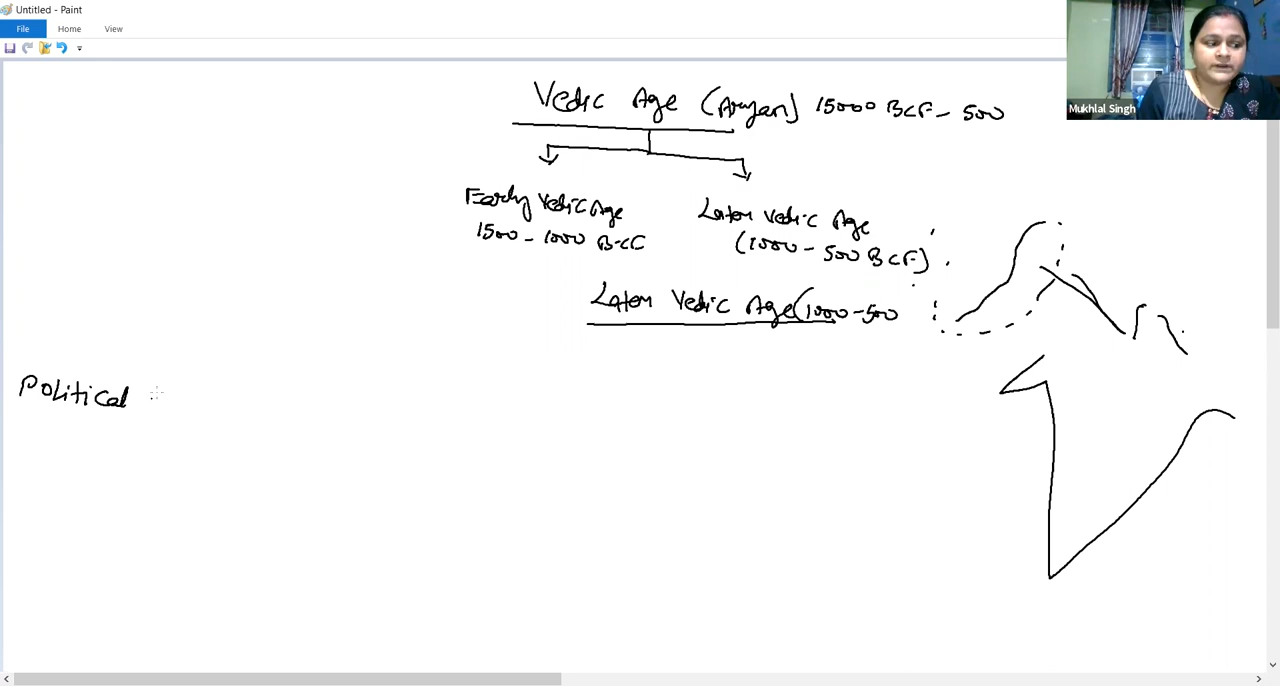 Untitled - Paint
File Home View
Mukhlal Singh
Vedic Age (Aryan) 15000 BCE - 500
Early Vedic Age
1500 - 1000 BCE
Later Vedic Age
(1000 - 500 BCE)
Later Vedic Age (1000 - 500
Political